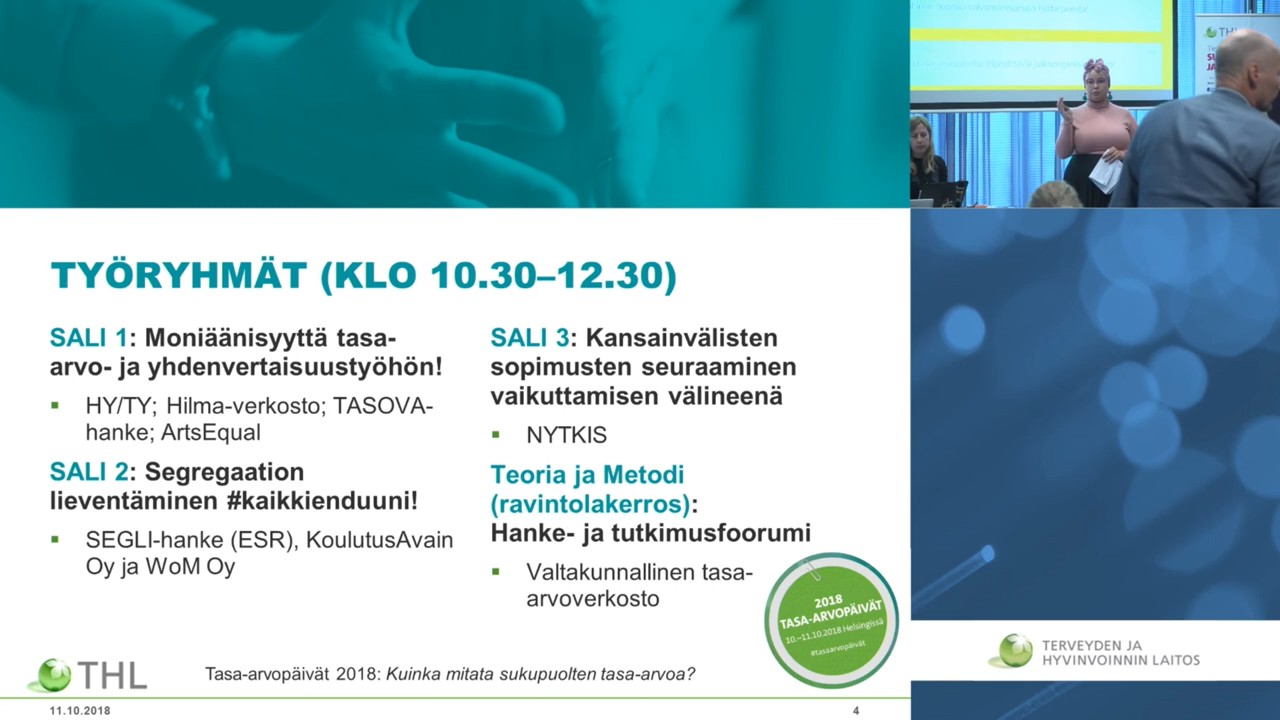 TYÖRYHMÄT (KLO 10.30–12.30)
SALI 1: Moniäänisyyttä tasa-
arvo- ja yhdenvertaisuustyöhön!
▪ HY/TY; Hilma-verkosto; TASOVA-
hanke; ArtsEqual
SALI 2: Segregaation
lieventäminen #kaikkienduuni!
▪ SEGLI-hanke (ESR), KoulutusAvain
Oy ja WoM Oy
SALI 3: Kansainvälisten
sopimusten seuraaminen
vaikuttamisen välineenä
▪ NYTKIS
Teoria ja Metodi
(ravintolakerros):
Hanke- ja tutkimusfoorumi
▪ Valtakunnallinen tasa-
arvoverkosto
2018
TASA-ARVOPÄIVÄT
10.–11.10.2018 Helsingissä
#tasaarvopäivät
THL
Tasa-arvopäivät 2018: Kuinka mitata sukupuolten tasa-arvoa?
11.10.2018
4
THL
TERVEYDEN JA
HYVINVOINNIN LAITOS